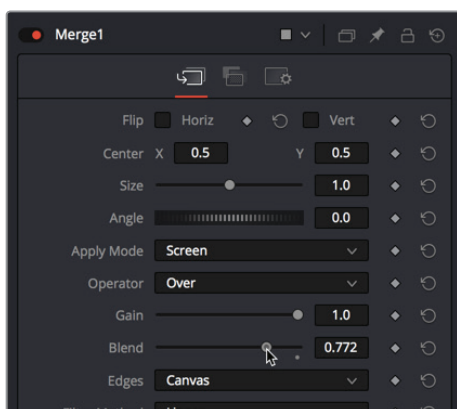 Merge1
Flip Horiz Vert
Center X 0.5 Y 0.5
Size 1.0
Angle 0.0
Apply Mode Screen
Operator Over
Gain 1.0
Blend 0.772
Edges Canvas